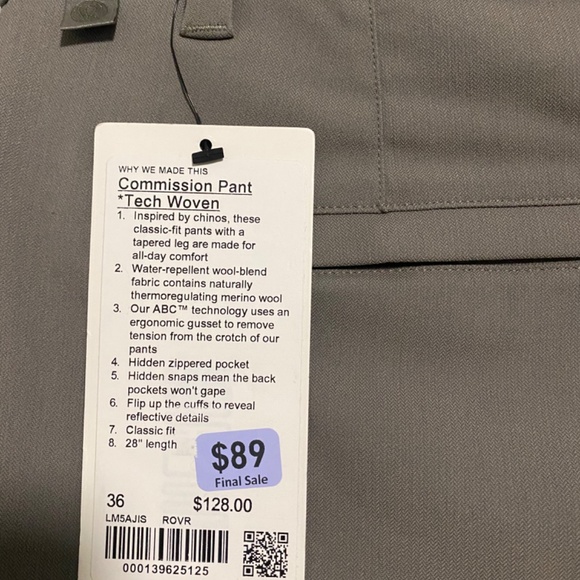 WHY WE MADE THIS
Commission Pant
*Tech Woven
1. Inspired by chinos, these
classic-fit pants with a
tapered leg are made for
all-day comfort
2. Water-repellent wool-blend
fabric contains naturally
thermoregulating merino wool
3. Our ABC™ technology uses an
ergonomic gusset to remove
tension from the crotch of our
pants
4. Hidden zippered pocket
5. Hidden snaps mean the back
pockets won't gape
6. Flip up the cuffs to reveal
reflective details
7. Classic fit
8. 28" length
$89
Final Sale
36 $128.00
LM5AJIS ROVR
000139625125